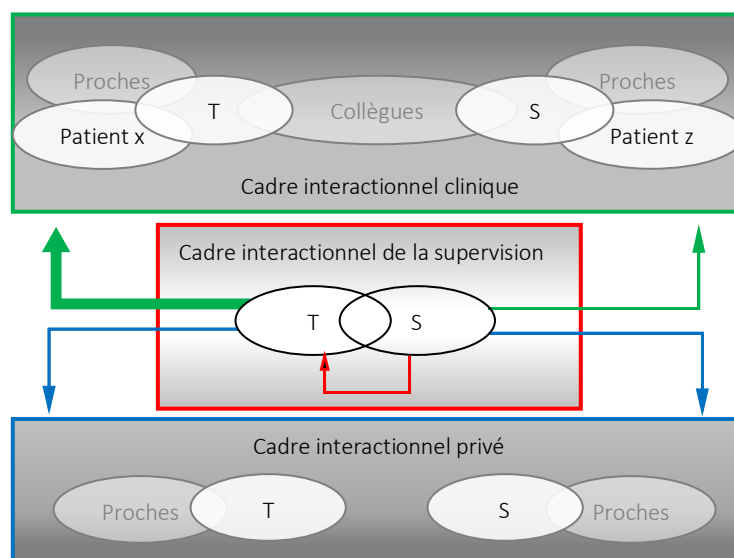 Proches
Proches
T
Collègues
S
Patient x
Patient z
Cadre interactionnel clinique
Cadre interactionnel de la supervision
T
S
Cadre interactionnel privé
Proches
T
S
Proches